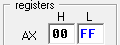 registers
H L
AX 00 FF